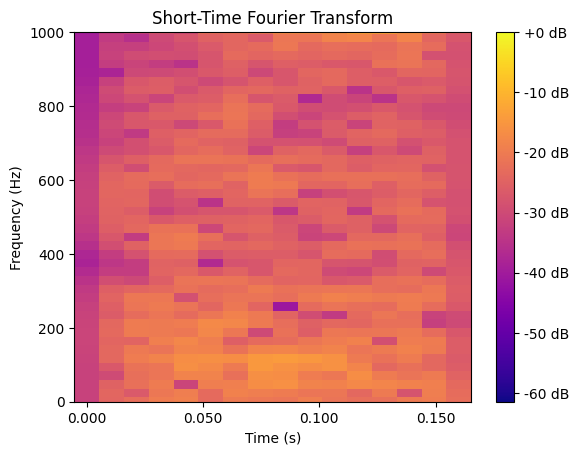 Short-Time Fourier Transform
1000
800
600
400
200
0
Frequency (Hz)
0.000
0.050
0.100
0.150
Time (s)
+0 dB
-10 dB
-20 dB
-30 dB
-40 dB
-50 dB
-60 dB